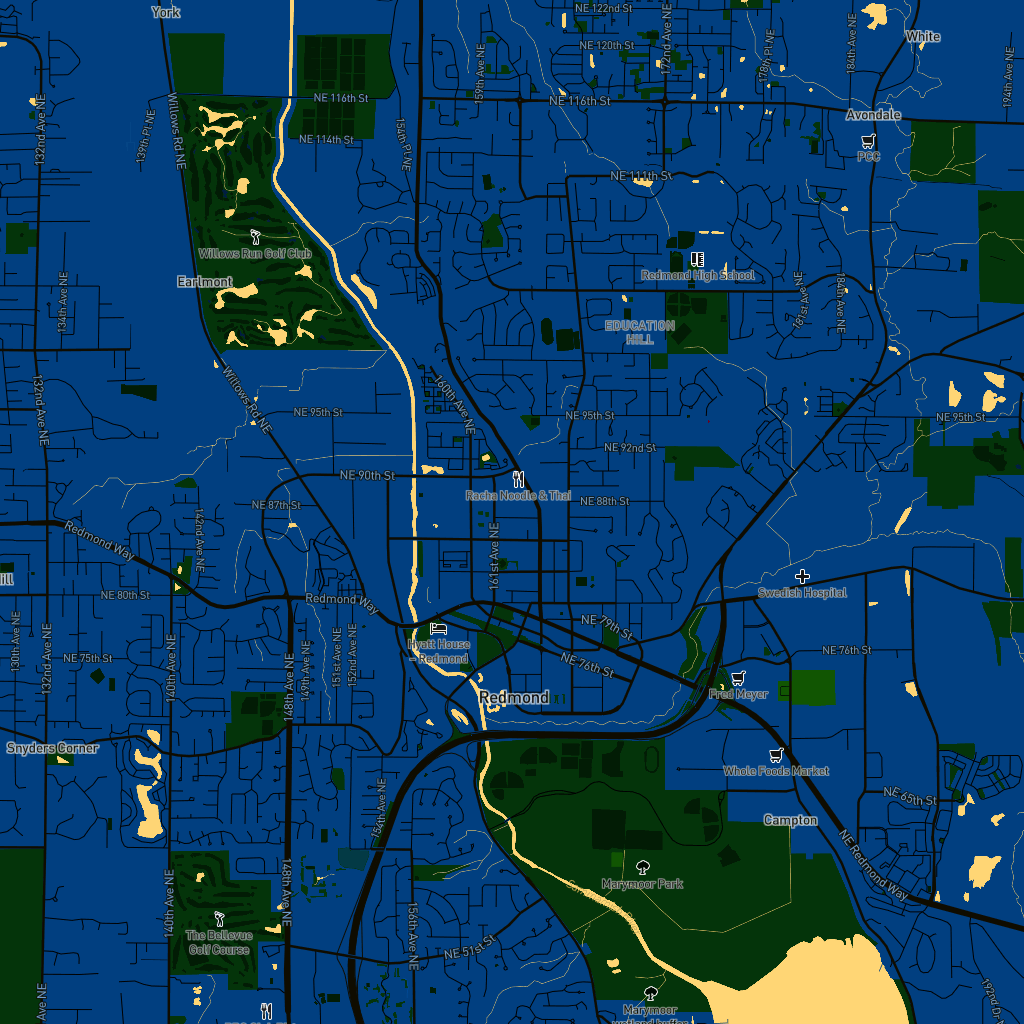 York
NE 122nd St
White
NE 120th St
172nd Ave NE
178th Pl NE
184th Ave NE
159th Ave NE
194th Ave NE
NE 116th St
NE 116th St
Avondale
132nd Ave NE
139th Pl NE
Willows Rd NE
NE 114th St
154th Pl NE
PCC
NE 111th St
Willows Run Golf Club
Earlmont
Redmond High School
134th Ave NE
181st Ave NE
184th Ave NE
EDUCATION
HILL
132nd Ave NE
Willows Rd NE
160th Ave NE
NE 95th St
NE 95th St
NE 95th St
NE 92nd St
NE 90th St
Racha Noodle & Thai
NE 87th St
NE 88th St
Redmond Way
142nd Ave NE
161st Ave NE
Swedish Hospital
NE 80th St
Redmond Way
NE 79th St
130th Ave NE
132nd Ave NE
140th Ave NE
148th Ave NE
149th Ave NE
151st Ave NE
152nd Ave NE
Hyatt House
– Redmond
NE 75th St
NE 76th St
NE 76th St
Redmond
Fred Meyer
Snyders Corner
Whole Foods Market
NE 65th St
154th Ave NE
Campton
NE Redmond Way
Marymoor Park
140th Ave NE
148th Ave NE
156th Ave NE
The Bellevue
Golf Course
NE 51st St
Ave NE
192nd Dr N
Marymoor
wetland buffer